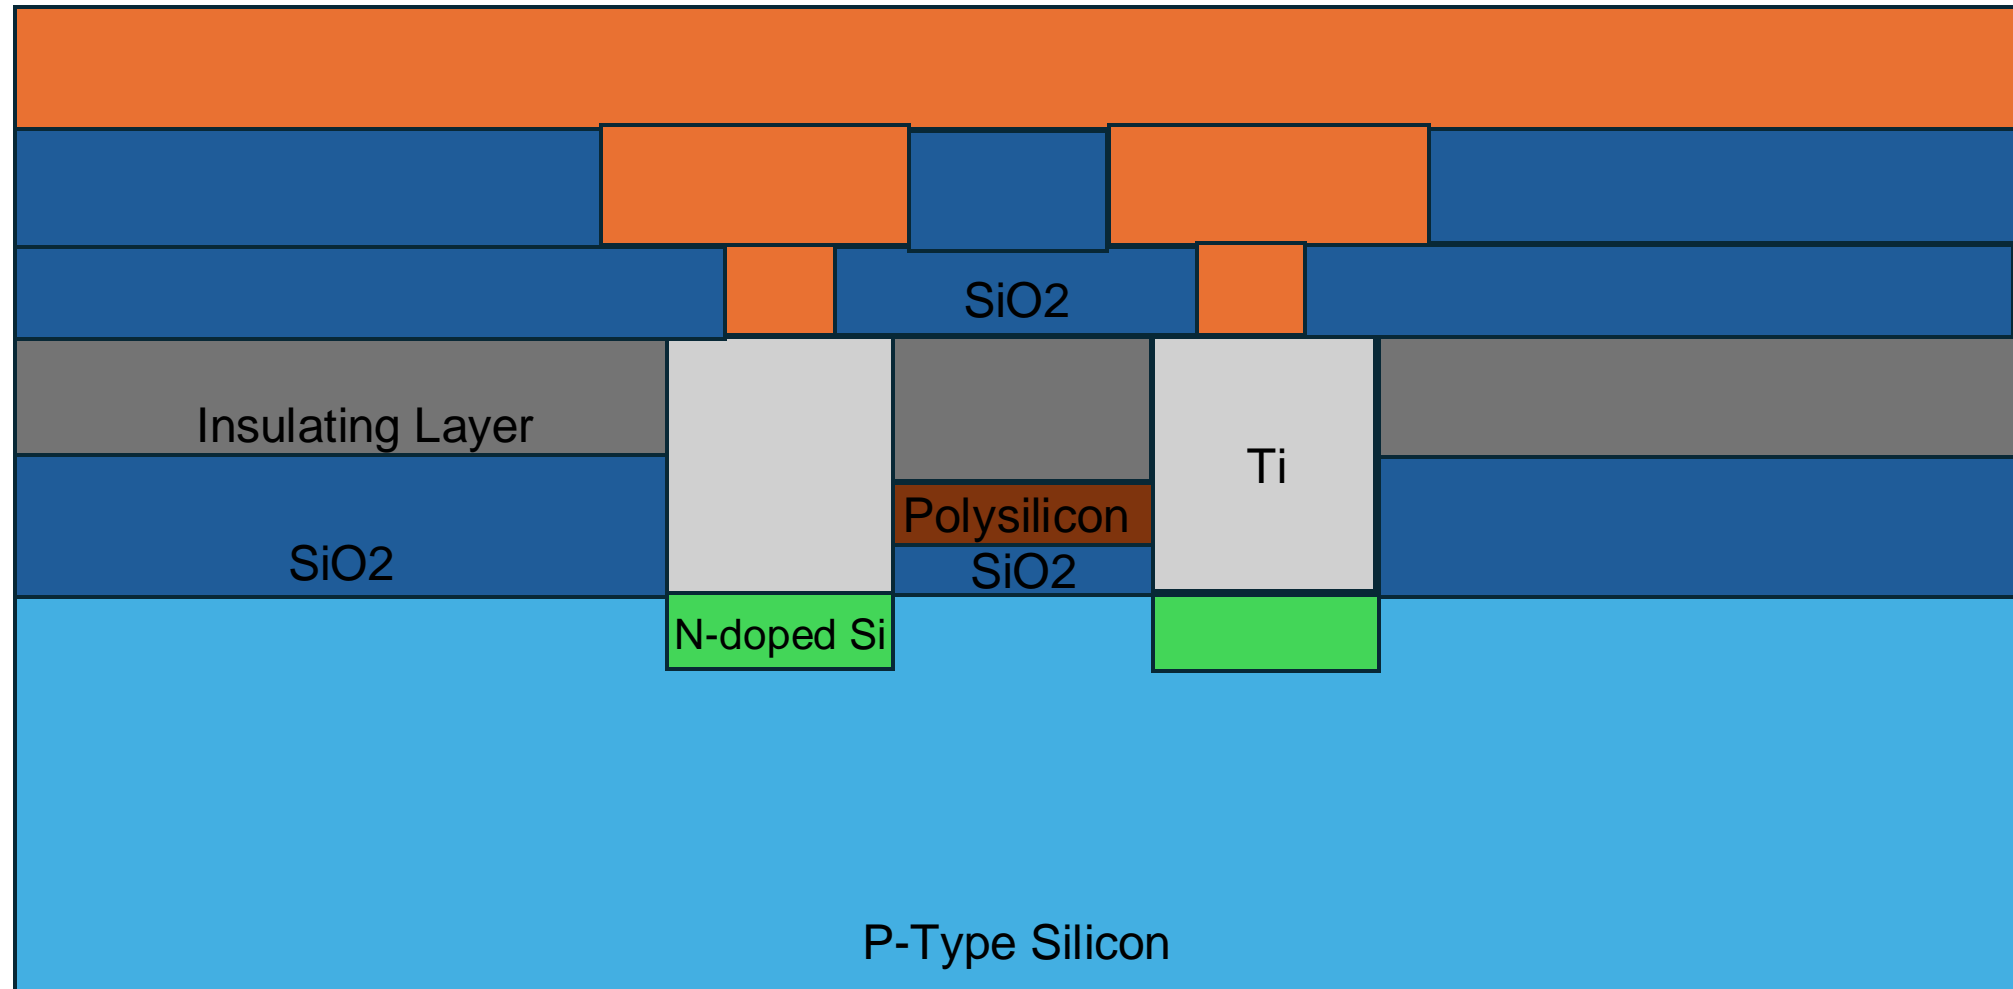 SiO2
Insulating Layer
Ti
Polysilicon
SiO2
SiO2
N-doped Si
P-Type Silicon